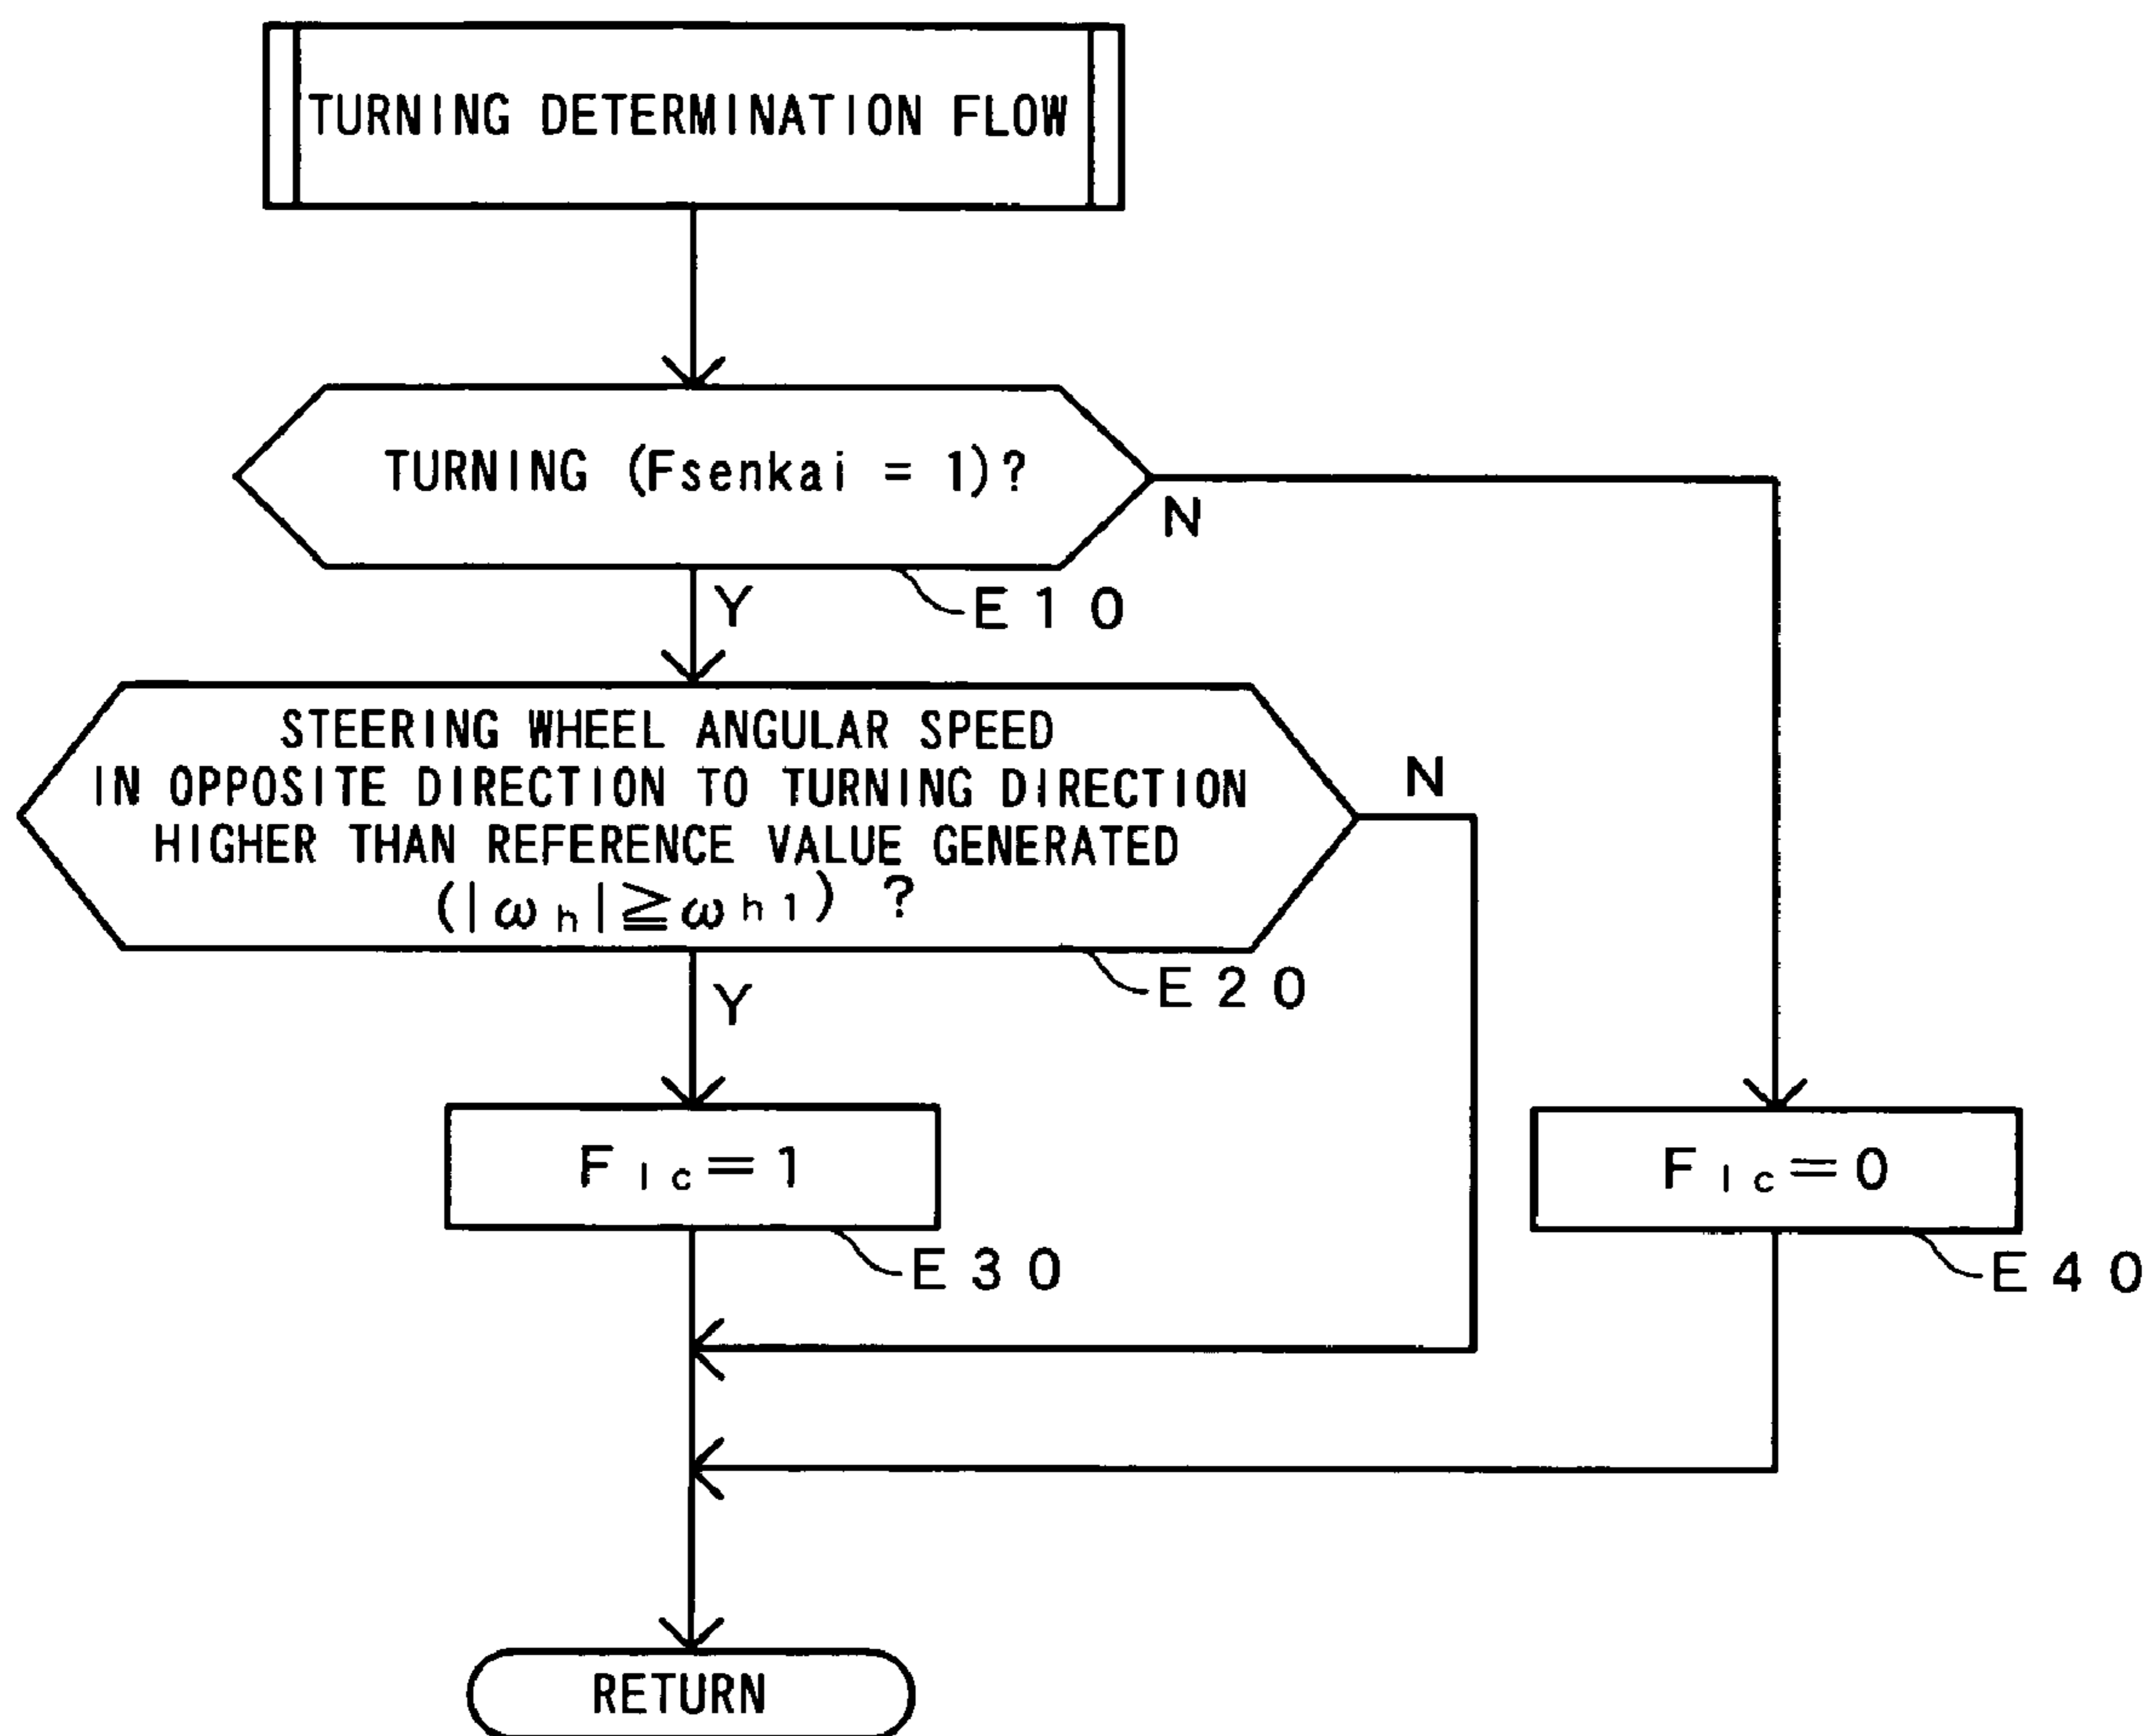 TURNING DETERMINATION FLOW
TURNING (Fsenkai = 1)?
N
Y
E10
STEERING WHEEL ANGULAR SPEED
IN OPPOSITE DIRECTION TO TURNING DIRECTION
HIGHER THAN REFERENCE VALUE GENERATED
(|ωh|≧ωh1) ?
N
Y
E20
Flc=1
E30
Flc=0
E40
RETURN